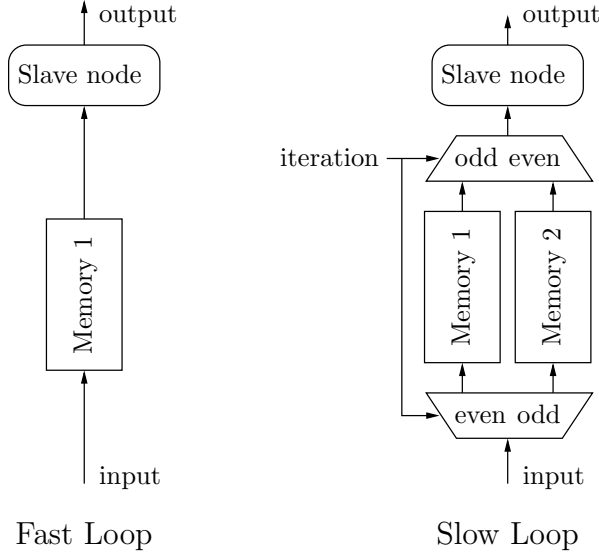 output
Slave node
Memory 1
input
Fast Loop
output
Slave node
iteration
odd even
Memory 1
Memory 2
even odd
input
Slow Loop